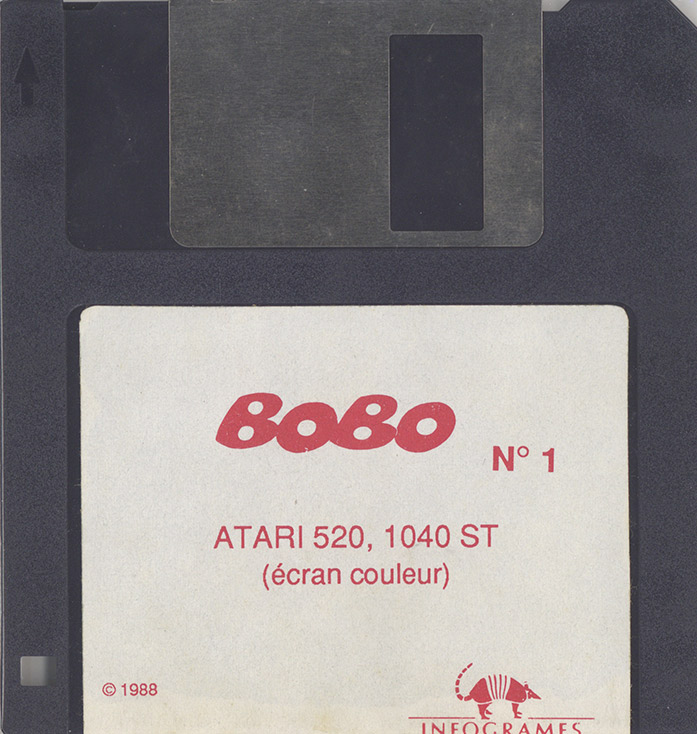 BOBO
N° 1
ATARI 520, 1040 ST
(écran couleur)
© 1988
INFOGRAMES